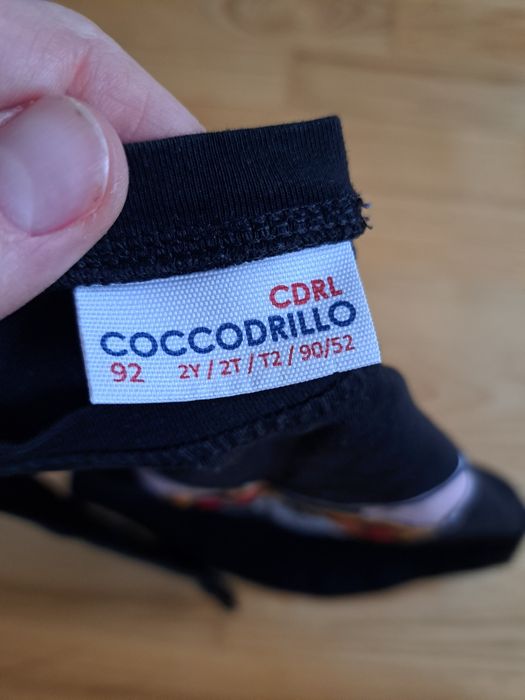 CDRL
COCCODRILLO
92 2Y / 2T / T2 / 90/52